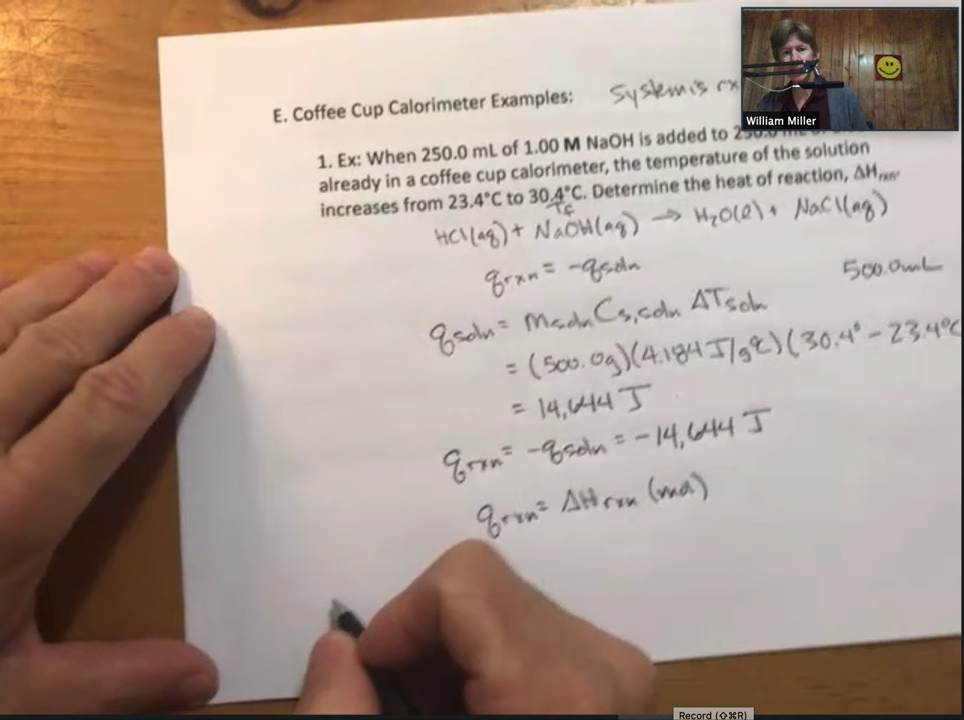 E. Coffee Cup Calorimeter Examples: System is rx
William Miller
1. Ex: When 250.0 mL of 1.00 M NaOH is added to 250.0 mL of
already in a coffee cup calorimeter, the temperature of the solution
increases from 23.4°C to 30.4°C. Determine the heat of reaction, ΔHrxn,
HCl(aq) + NaOH(aq) → H₂O(l) + NaCl(aq)
qrxn = -qsoln
500.0mL
qsoln = msoln Cs,soln ΔTsoln
= (500.0g)(4.184 J/g°C)(30.4° - 23.4°C
= 14,644 J
qrxn = -qsoln = -14,644 J
qrxn = ΔHrxn (mol)
Record (⇧⌘R)